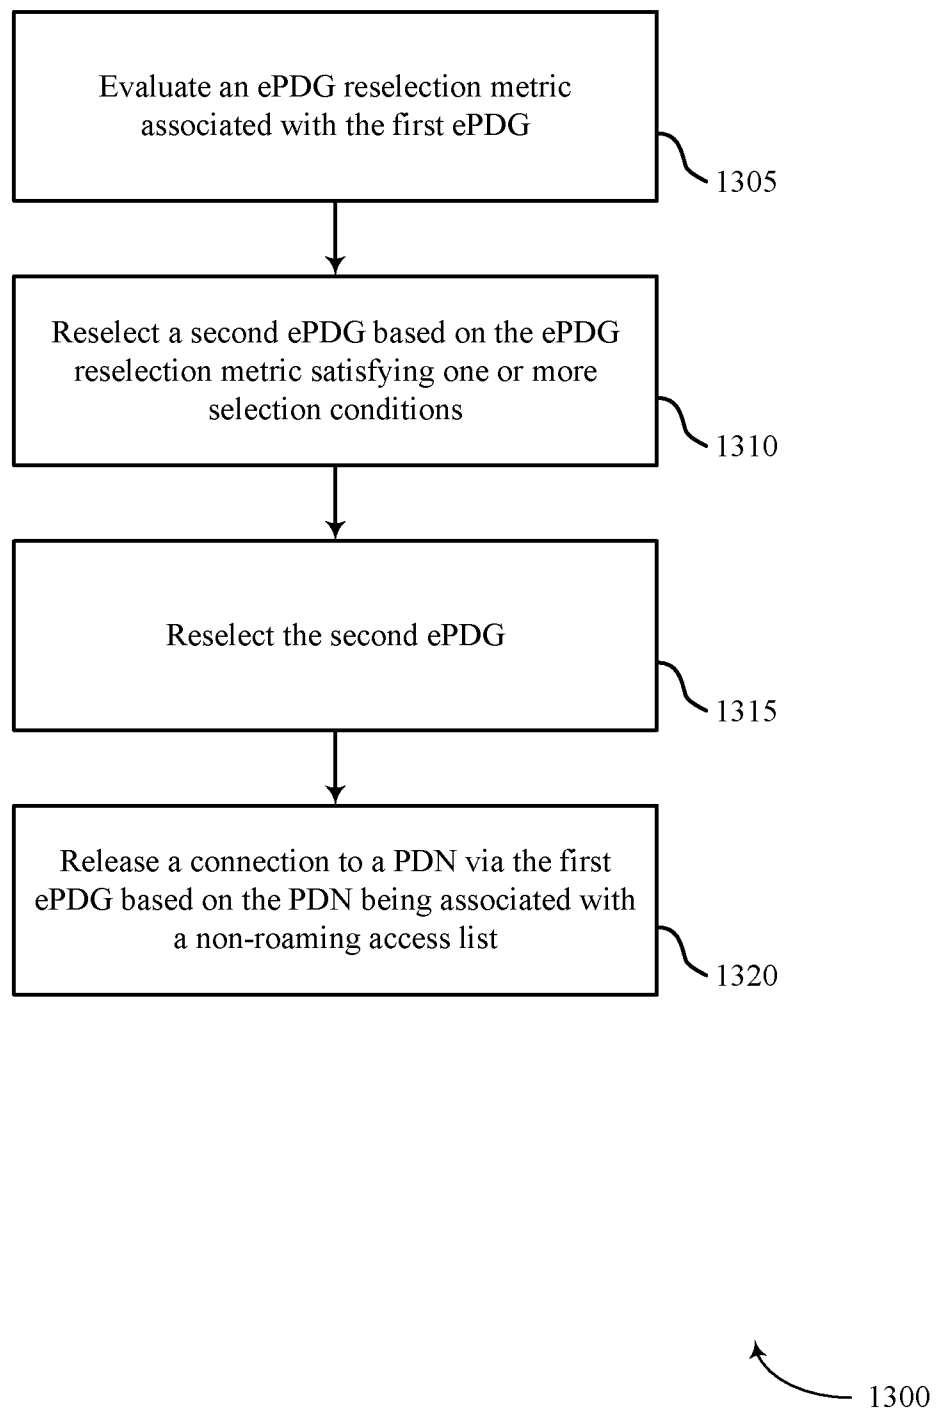 Evaluate an ePDG reselection metric
associated with the first ePDG
1305
Reselect a second ePDG based on the ePDG
reselection metric satisfying one or more
selection conditions
1310
Reselect the second ePDG
1315
Release a connection to a PDN via the first
ePDG based on the PDN being associated with
a non-roaming access list
1320
1300